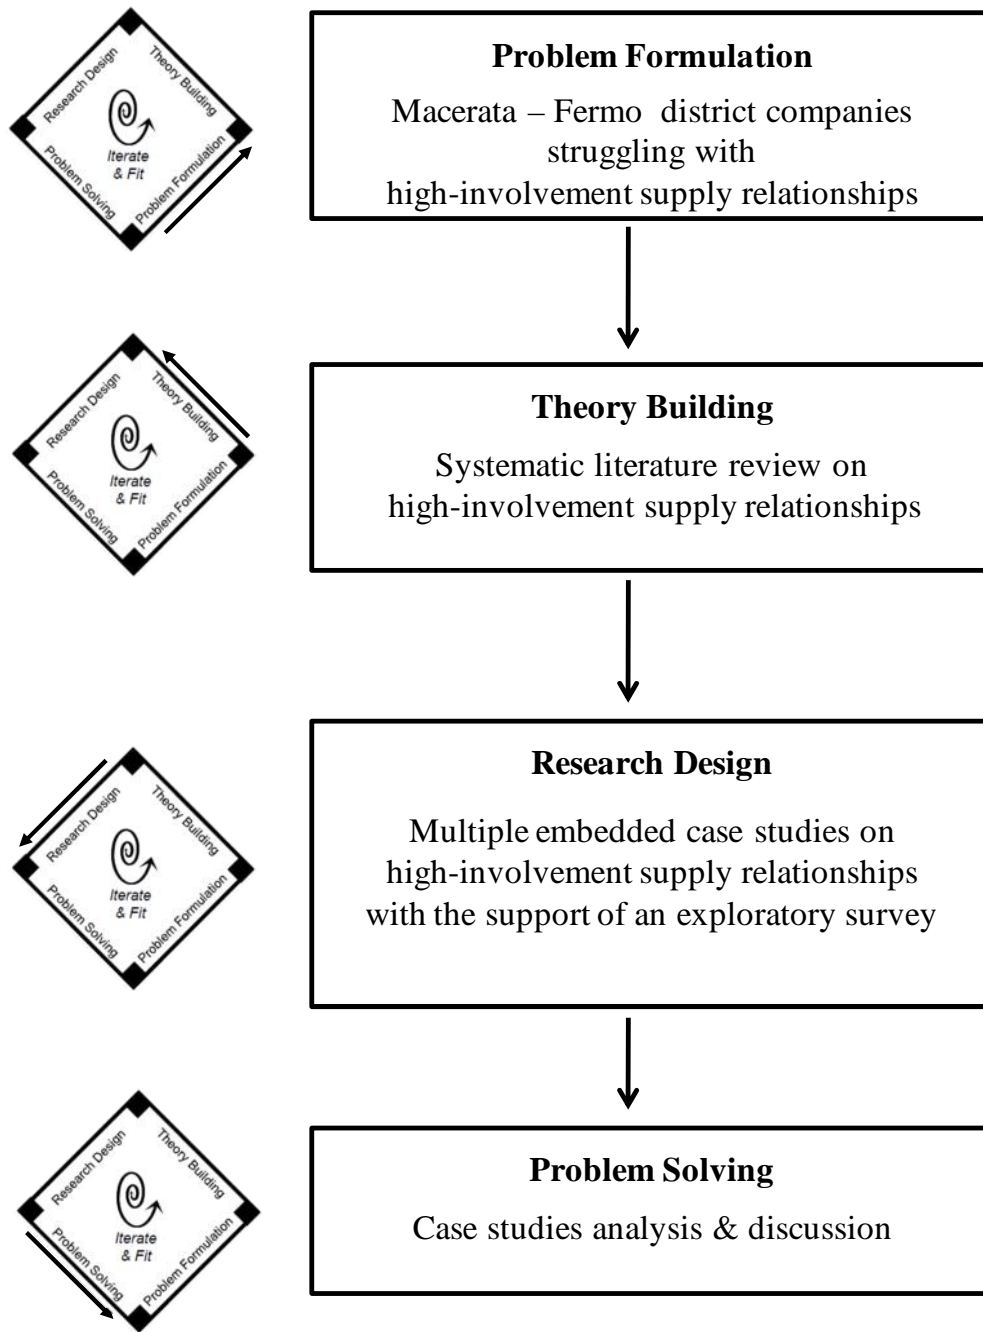 Research Design
Theory Building
Iterate
& Fit
Problem Solving
Problem Formulation
Problem Formulation
Macerata – Fermo district companies
struggling with
high-involvement supply relationships
Research Design
Theory Building
Iterate
& Fit
Problem Solving
Problem Formulation
Theory Building
Systematic literature review on
high-involvement supply relationships
Research Design
Theory Building
Iterate
& Fit
Problem Solving
Problem Formulation
Research Design
Multiple embedded case studies on
high-involvement supply relationships
with the support of an exploratory survey
Research Design
Theory Building
Iterate
& Fit
Problem Solving
Problem Formulation
Problem Solving
Case studies analysis & discussion